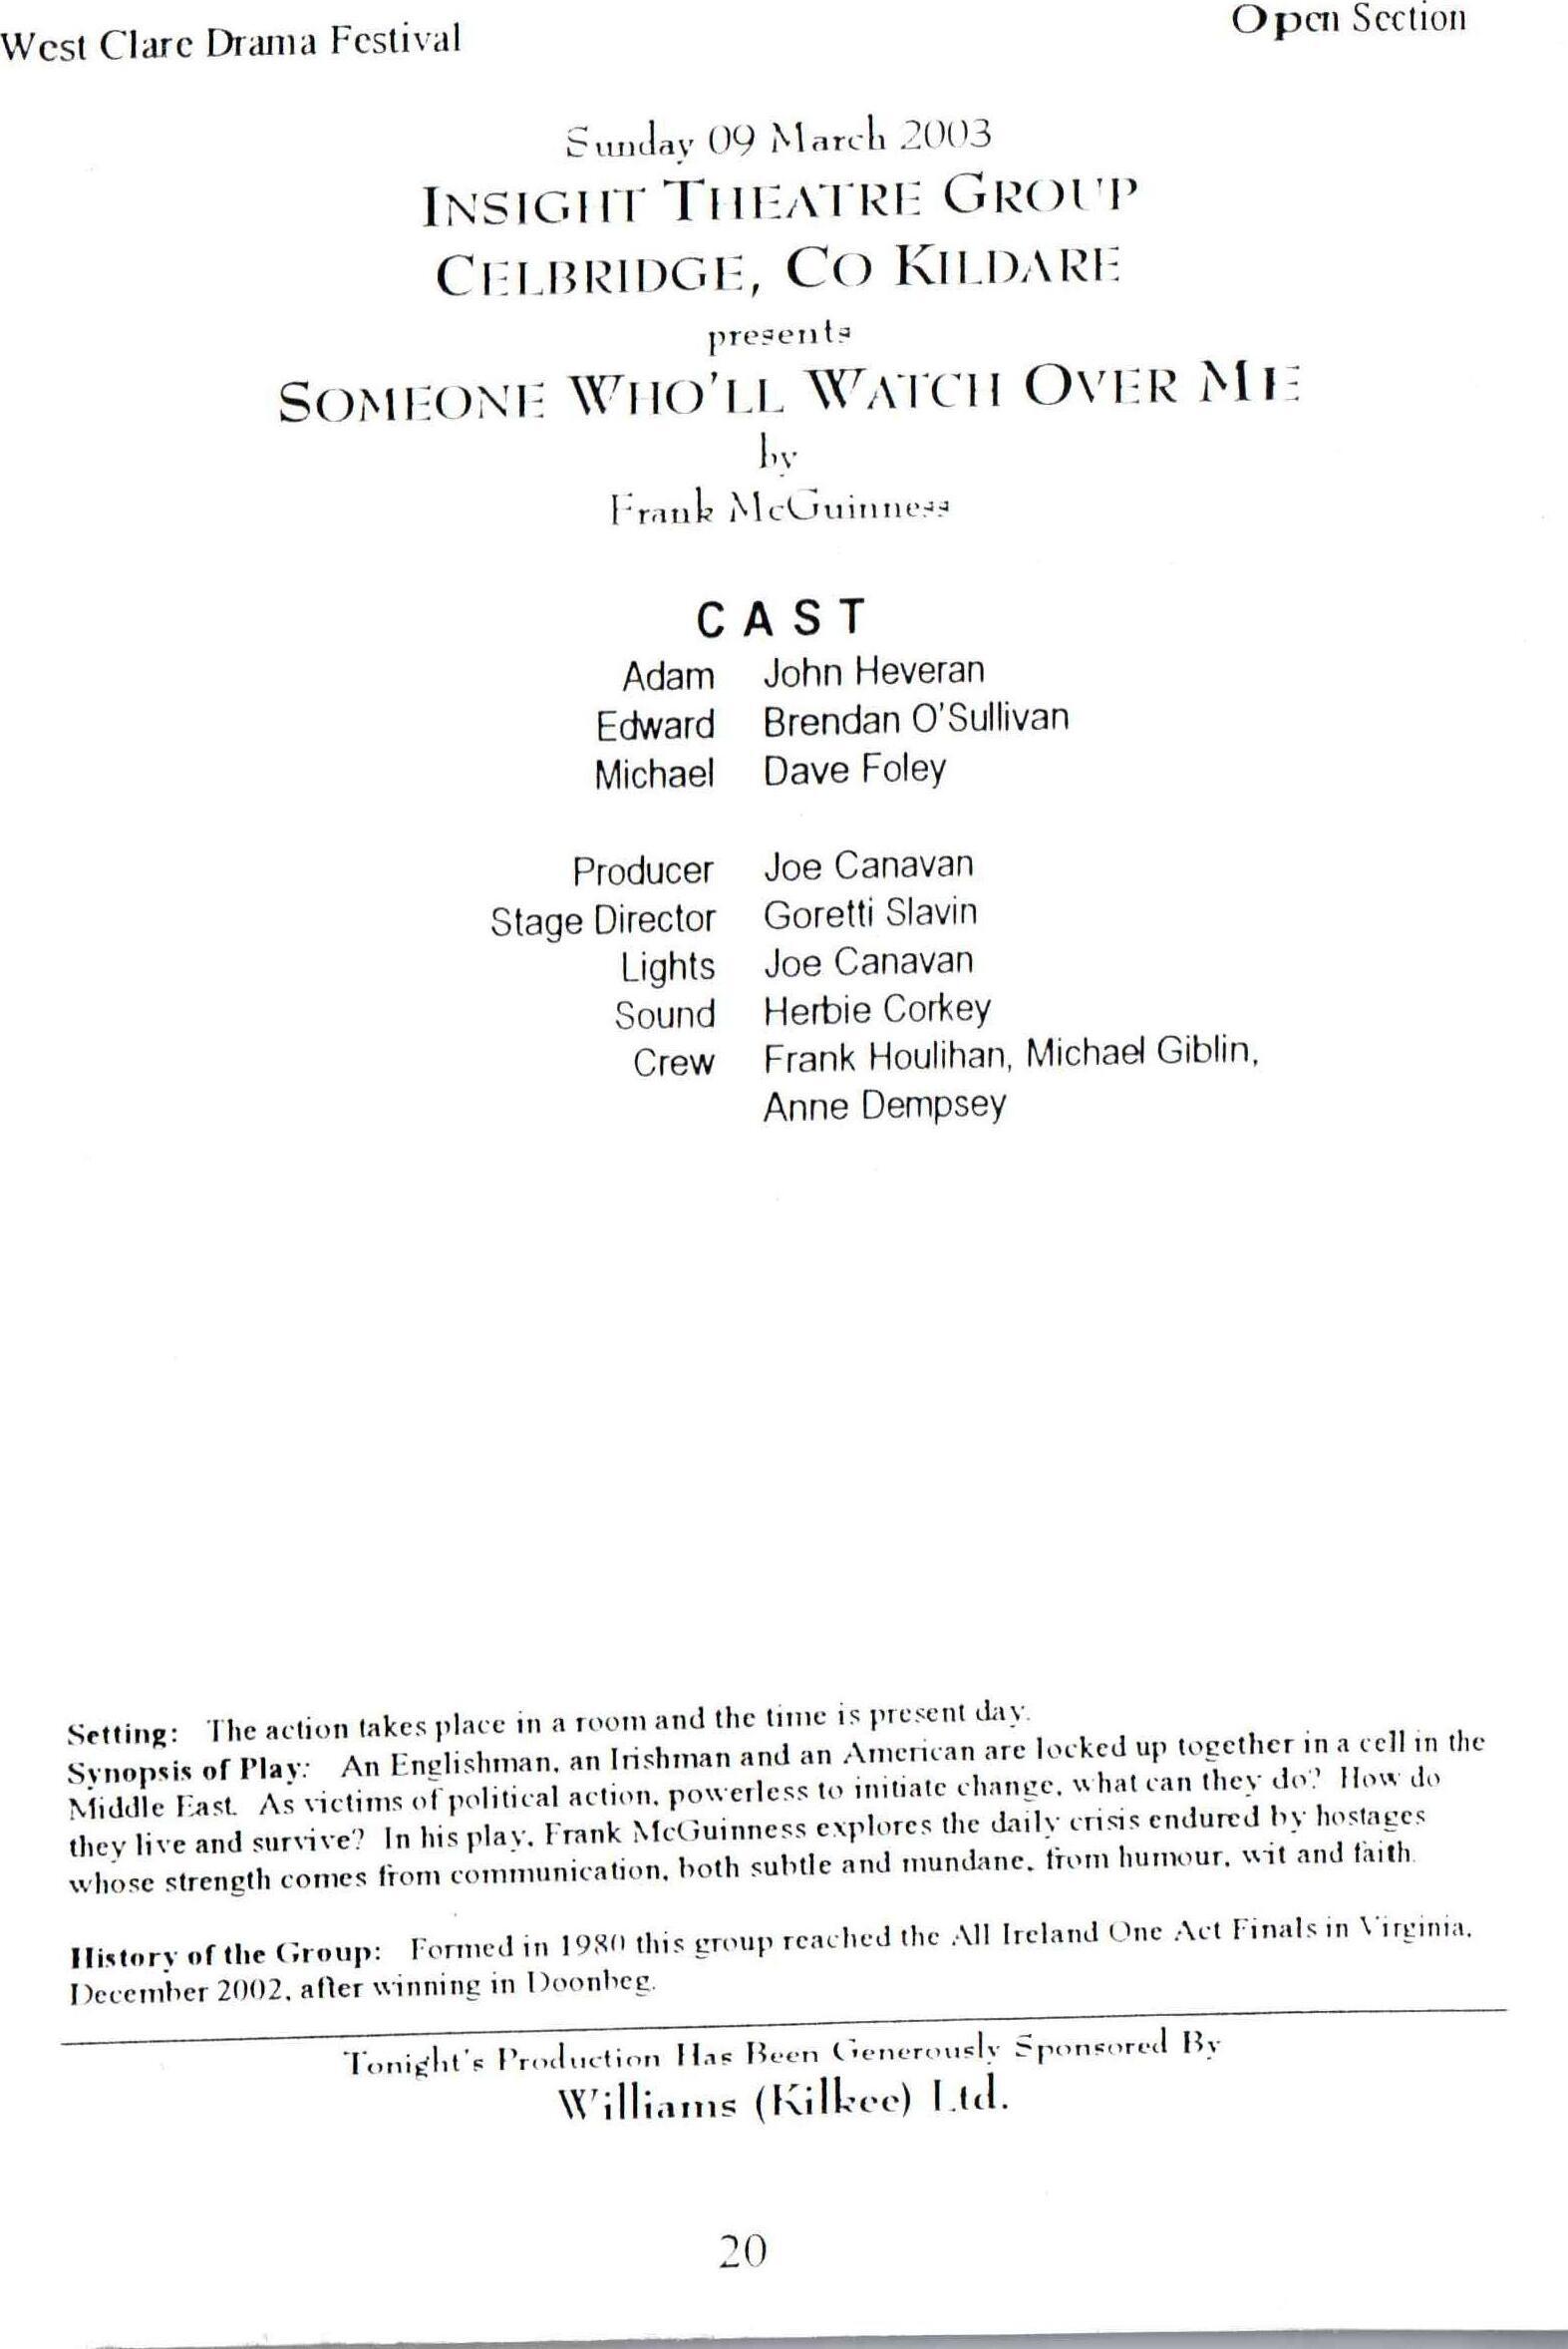 West Clare Drama Festival
Open Section
Sunday 09 March 2003
INSIGHT THEATRE GROUP
CELBRIDGE, CO KILDARE
presents
SOMEONE WHO'LL WATCH OVER ME
by
Frank McGuinness
CAST
Adam John Heveran
Edward Brendan O'Sullivan
Michael Dave Foley
Producer Joe Canavan
Stage Director Goretti Slavin
Lights Joe Canavan
Sound Herbie Corkey
Crew Frank Houlihan, Michael Giblin,
Anne Dempsey
Setting: The action takes place in a room and the time is present day.
Synopsis of Play: An Englishman, an Irishman and an American are locked up together in a cell in the
Middle East. As victims of political action, powerless to initiate change, what can they do? How do
they live and survive? In his play, Frank McGuinness explores the daily crisis endured by hostages
whose strength comes from communication, both subtle and mundane, from humour, wit and faith.
History of the Group: Formed in 1980 this group reached the All Ireland One Act Finals in Virginia,
December 2002, after winning in Doonbeg.
Tonight's Production Has Been Generously Sponsored By
Williams (Kilkee) Ltd.
20